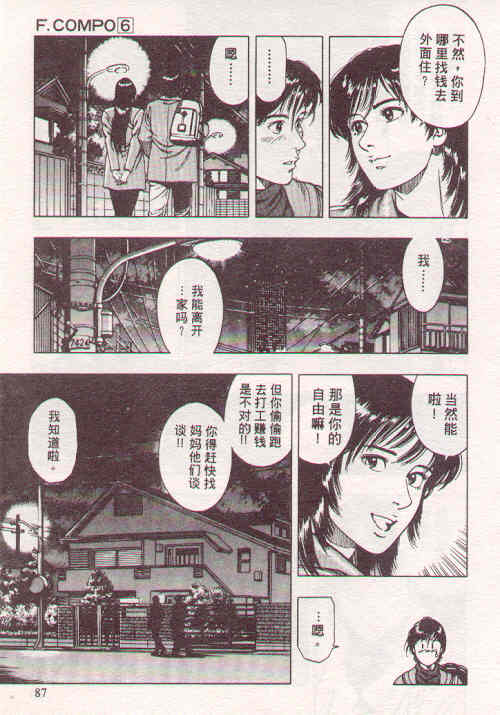 F. COMPO 6
不然，你到
哪里找钱去
外面住？
……
嗯……
我……
我能离开
…家吗？
当然能
啦！
那是你的
自由嘛！
但你偷偷跑
去打工赚钱
是不对的!!
你得赶快找
妈妈他们谈
谈!!
我知道啦。
…嗯。
7424
87